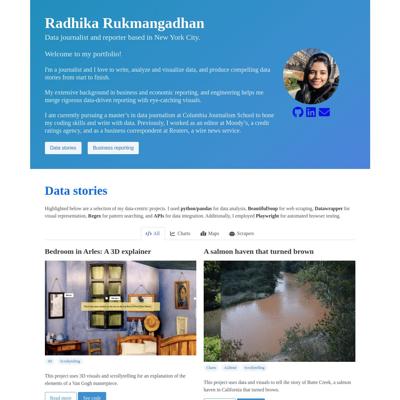 Radhika Rukmangadhan
Data journalist and reporter based in New York City.
Welcome to my portfolio!
I'm a journalist and I love to write, analyze and visualize data, and produce compelling data
stories from start to finish.
My extensive background in business and economic reporting, and engineering helps me
merge rigorous data-driven reporting with eye-catching visuals.
I am currently pursuing a master's in data journalism at Columbia Journalism School to hone
my coding skills and write with data. Previously, I worked as an editor at Moody's, a credit
ratings agency, and as a business correspondent at Reuters, a wire news service.
Data stories
Business reporting
Data stories
Highlighted below are a selection of my data-centric projects. I used python/pandas for data analysis, BeautifulSoup for web scraping, Datawrapper for
visual representation, Regex for pattern searching, and APIs for data integration. Additionally, I employed Playwright for automated browser testing.
All
Charts
Maps
Scrapers
Bedroom in Arles: A 3D explainer
3D
Scrollytelling
This project uses 3D visuals and scrollytelling for an explanation of the
elements of a Van Gogh masterpiece.
Read more
See code
A salmon haven that turned brown
Charts
Scrollytelling
This project uses data and visuals to tell the story of Butte Creek, a salmon
haven in California that turned brown.